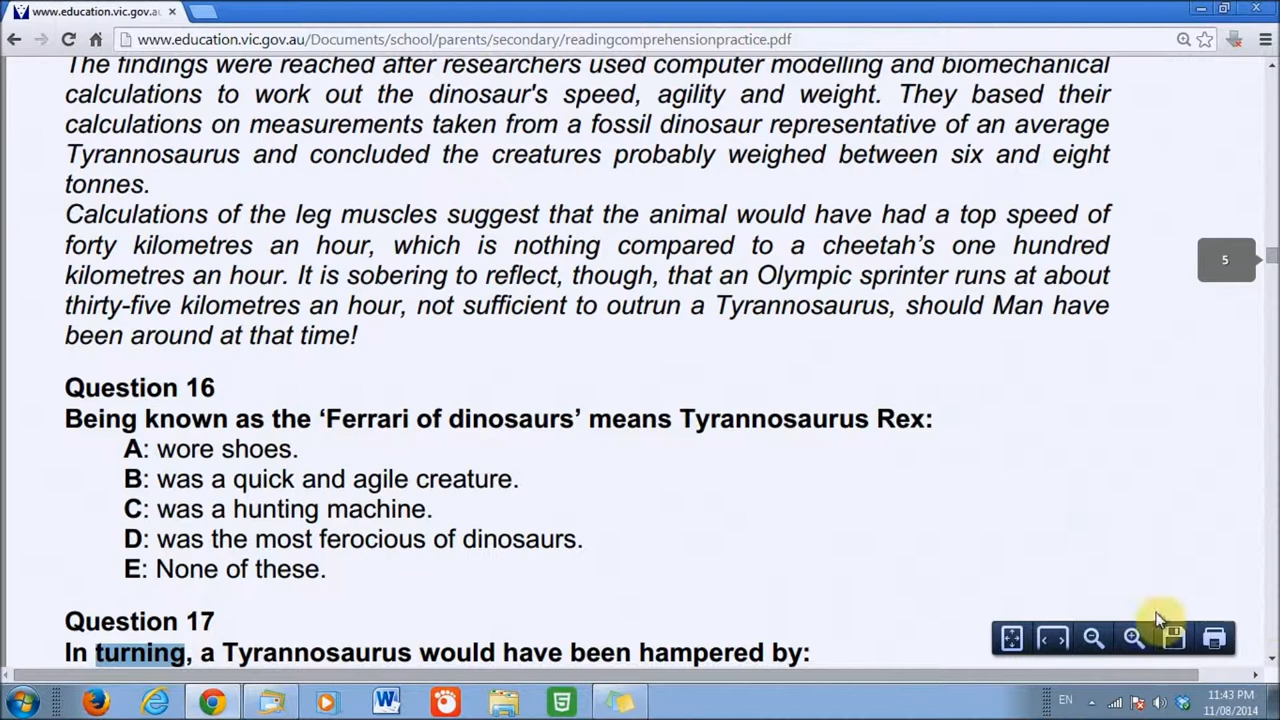 www.education.vic.gov.au
www.education.vic.gov.au/Documents/school/parents/secondary/readingcomprehensionpractice.pdf
The findings were reached after researchers used computer modelling and biomechanical
calculations to work out the dinosaur's speed, agility and weight. They based their
calculations on measurements taken from a fossil dinosaur representative of an average
Tyrannosaurus and concluded the creatures probably weighed between six and eight
tonnes.
Calculations of the leg muscles suggest that the animal would have had a top speed of
forty kilometres an hour, which is nothing compared to a cheetah’s one hundred
kilometres an hour. It is sobering to reflect, though, that an Olympic sprinter runs at about
thirty-five kilometres an hour, not sufficient to outrun a Tyrannosaurus, should Man have
been around at that time!
5
Question 16
Being known as the ‘Ferrari of dinosaurs’ means Tyrannosaurus Rex:
A: wore shoes.
B: was a quick and agile creature.
C: was a hunting machine.
D: was the most ferocious of dinosaurs.
E: None of these.
Question 17
In turning, a Tyrannosaurus would have been hampered by:
EN
11:43 PM
11/08/2014